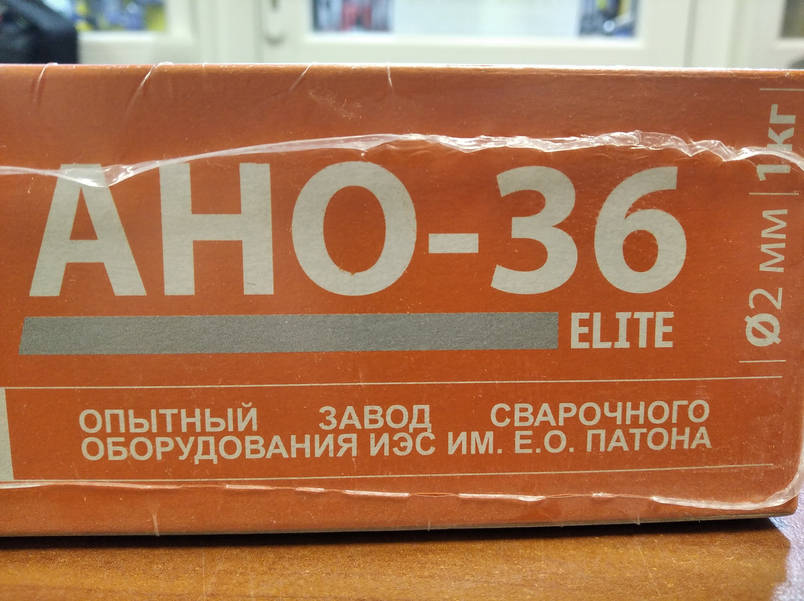 АНО-36
ELITE
ОПЫТНЫЙ ЗАВОД СВАРОЧНОГО
ОБОРУДОВАНИЯ ИЭС ИМ. Е.О. ПАТОНА
Ø2 мм | 1 кг